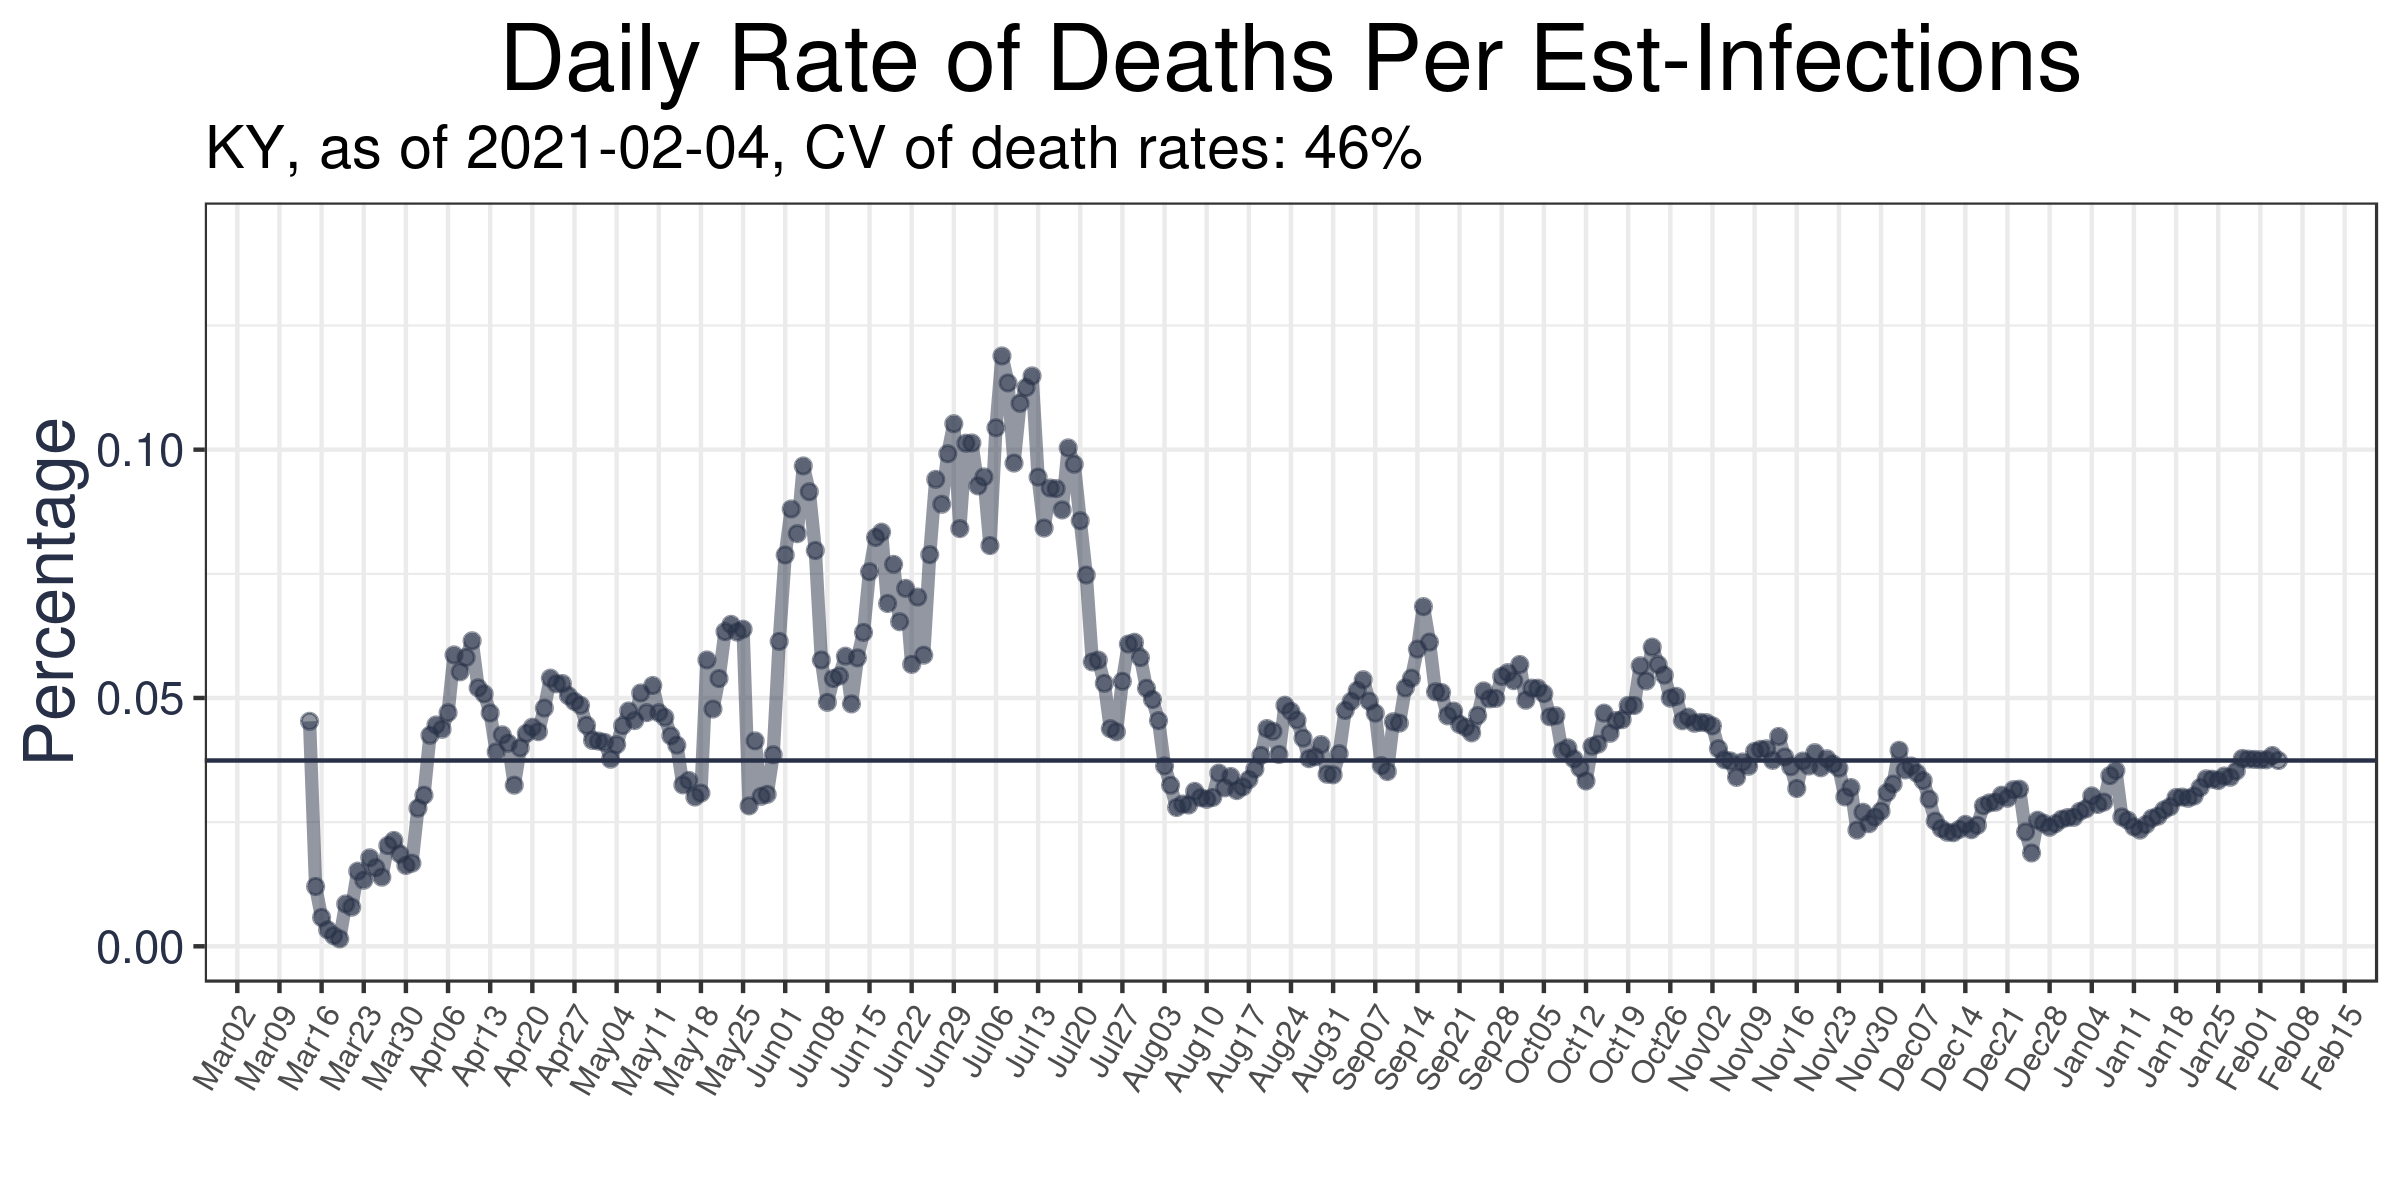 Daily Rate of Deaths Per Est-Infections
KY, as of 2021-02-04, CV of death rates: 46%
Percentage
0.10
0.05
0.00
Mar02
Mar09
Mar16
Mar23
Mar30
Apr06
Apr13
Apr20
Apr27
May04
May11
May18
May25
Jun01
Jun08
Jun15
Jun22
Jun29
Jul06
Jul13
Jul20
Jul27
Aug03
Aug10
Aug17
Aug24
Aug31
Sep07
Sep14
Sep21
Sep28
Oct05
Oct12
Oct19
Oct26
Nov02
Nov09
Nov16
Nov23
Nov30
Dec07
Dec14
Dec21
Dec28
Jan04
Jan11
Jan18
Jan25
Feb01
Feb08
Feb15